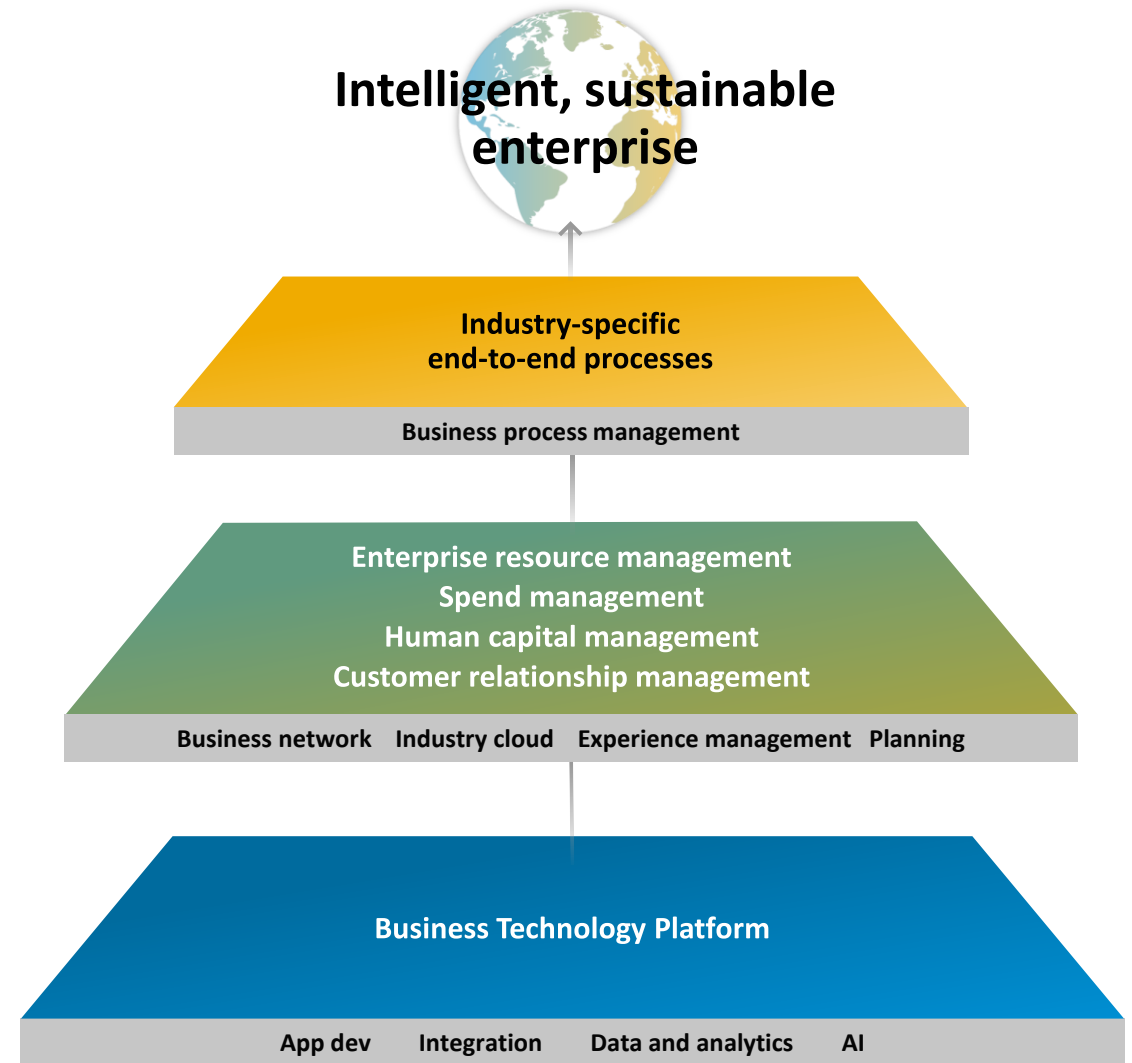 Intelligent, sustainable
enterprise
Industry-specific
end-to-end processes
Business process management
Enterprise resource management
Spend management
Human capital management
Customer relationship management
Business network Industry cloud Experience management Planning
Business Technology Platform
App dev Integration Data and analytics AI